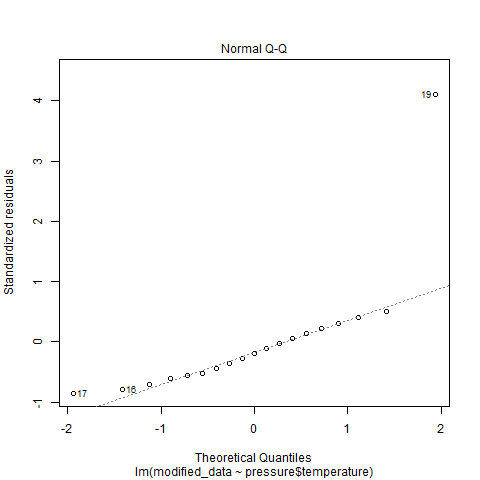 Normal Q-Q
Standardized residuals
4
3
2
1
0
-1
19
16
17
-2 -1 0 1 2
Theoretical Quantiles
lm(modified_data ~ pressure$temperature)